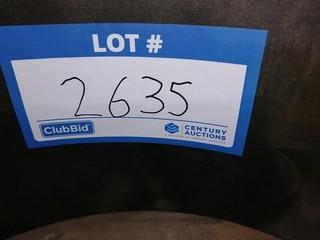 LOT #
2635
ClubBid
CENTURY
AUCTIONS